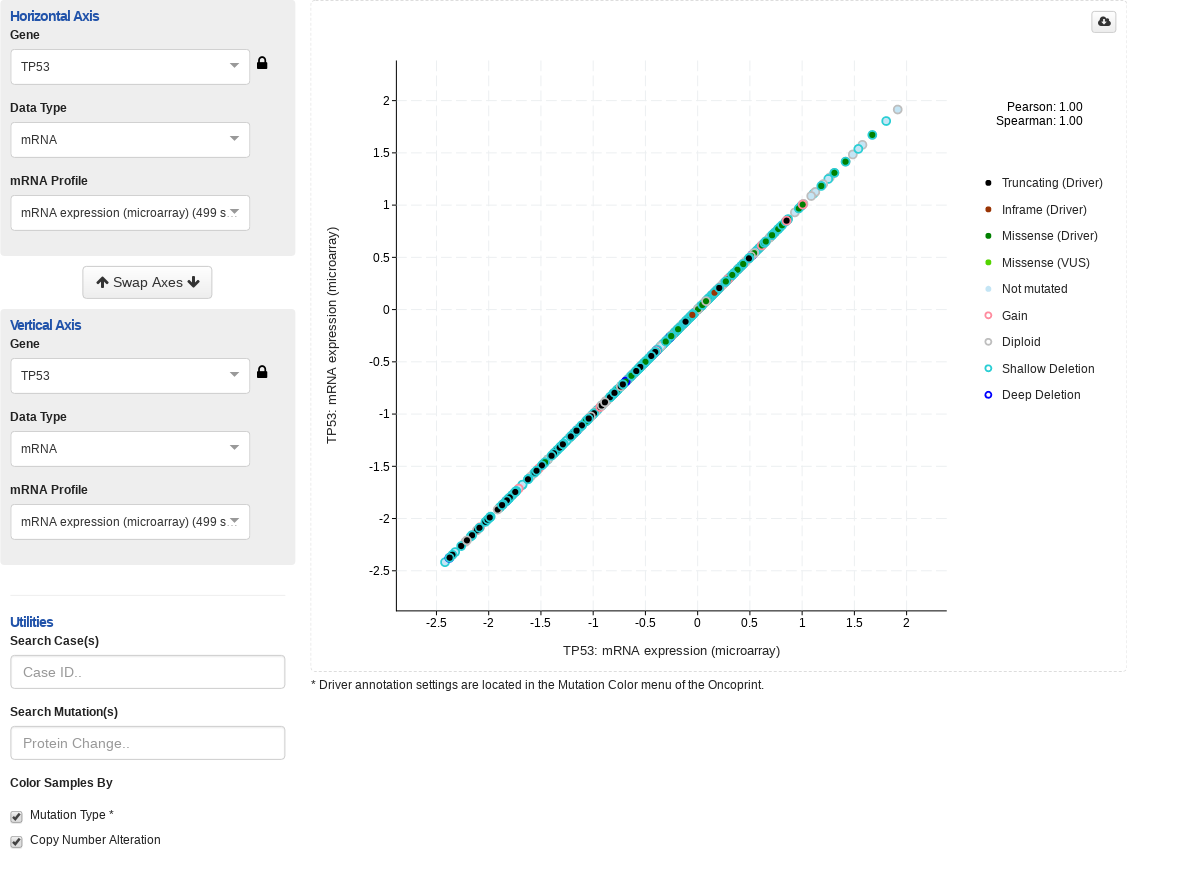 Horizontal Axis
Gene
TP53
Data Type
mRNA
mRNA Profile
mRNA expression (microarray) (499 s...
Swap Axes
Vertical Axis
Gene
TP53
Data Type
mRNA
mRNA Profile
mRNA expression (microarray) (499 s...
Utilities
Search Case(s)
Case ID..
Search Mutation(s)
Protein Change..
Color Samples By
Mutation Type *
Copy Number Alteration
TP53: mRNA expression (microarray)
2
1.5
1
0.5
0
-0.5
-1
-1.5
-2
-2.5
-2.5 -2 -1.5 -1 -0.5 0 0.5 1 1.5 2
TP53: mRNA expression (microarray)
Pearson: 1.00
Spearman: 1.00
Truncating (Driver)
Inframe (Driver)
Missense (Driver)
Missense (VUS)
Not mutated
Gain
Diploid
Shallow Deletion
Deep Deletion
* Driver annotation settings are located in the Mutation Color menu of the Oncoprint.